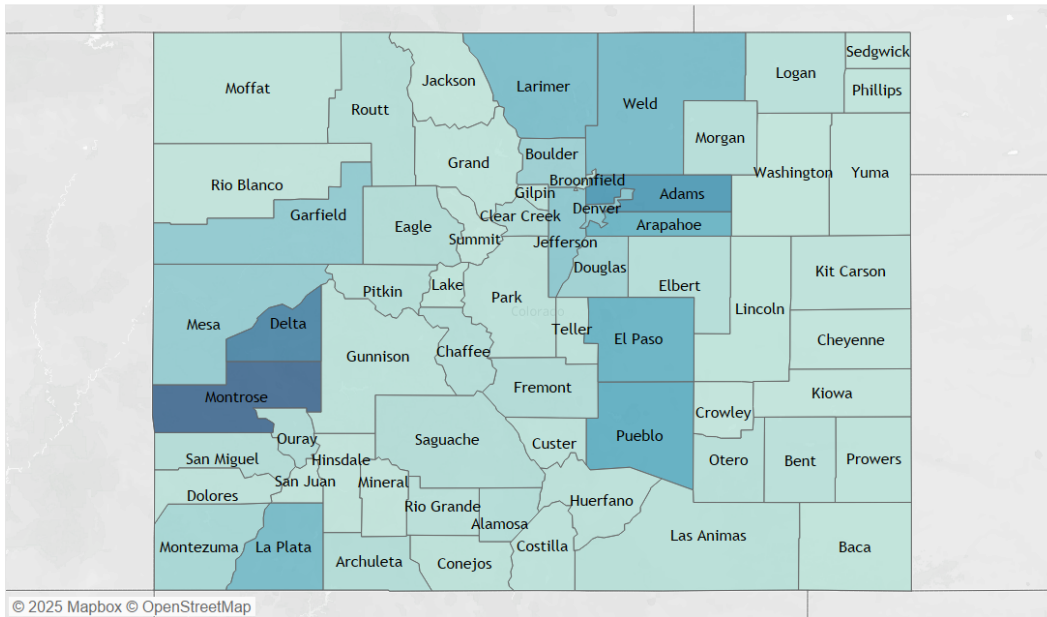 Sedgwick
Logan
Jackson
Moffat
Larimer
Phillips
Weld
Routt
Morgan
Boulder
Grand
Washington
Yuma
Broomfield
Rio Blanco
Gilpin
Adams
Denver
Garfield
Clear Creek
Arapahoe
Eagle
Summit
Jefferson
Douglas
Kit Carson
Lake
Elbert
Pitkin
Park
Lincoln
Colorado
Mesa
Delta
Teller
El Paso
Cheyenne
Chaffee
Gunnison
Fremont
Kiowa
Montrose
Crowley
Pueblo
Ouray
Saguache
Custer
San Miguel
Hinsdale
Otero
Bent
Prowers
San Juan
Mineral
Dolores
Huerfano
Rio Grande
Alamosa
Las Animas
Montezuma
La Plata
Costilla
Baca
Archuleta
Conejos
© 2025 Mapbox © OpenStreetMap